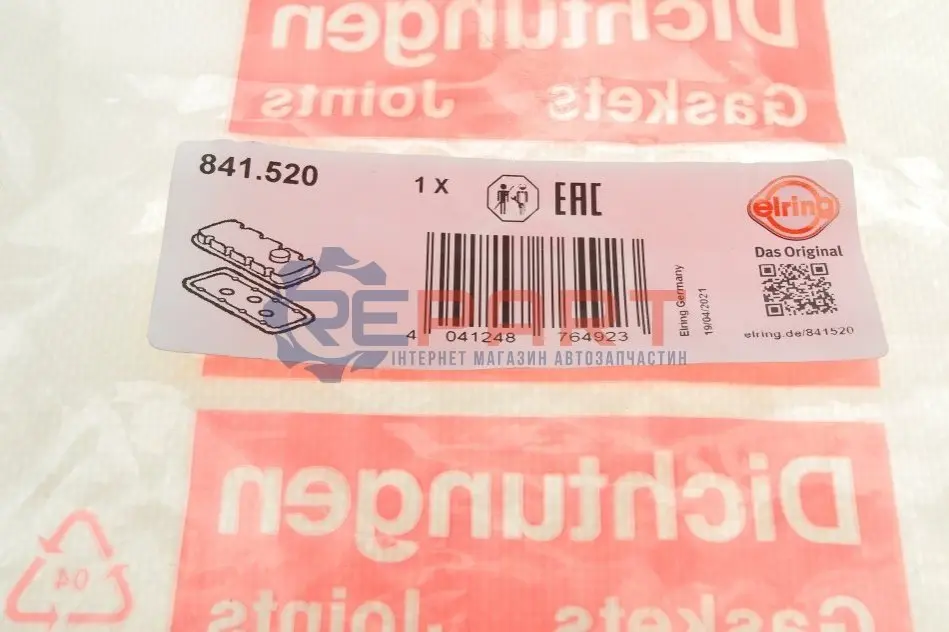 Dichtungen
Gaskets Joints
841.520
1 X
EAC
elring
Das Original
elring.de/841520
4 041248 764923
Elring Germany
19/04/2021
REPART
ІНТЕРНЕТ МАГАЗИН АВТОЗАПЧАСТИН
Dichtungen
Gaskets Joints
04